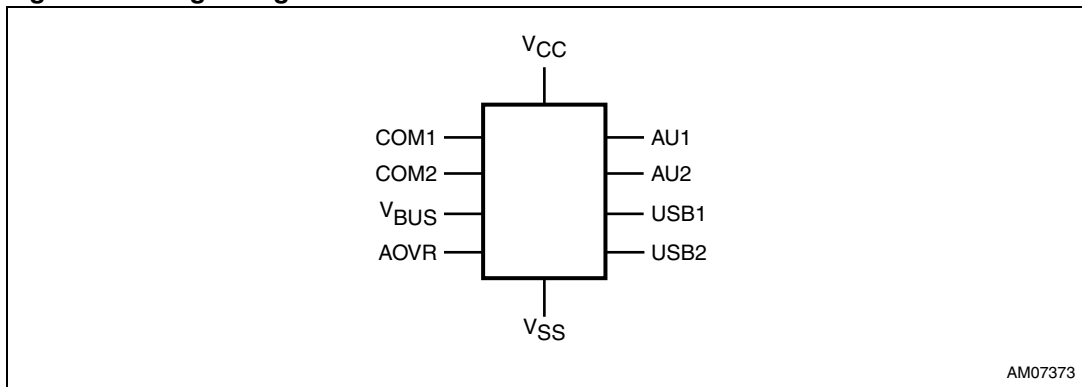 VCC
COM1
AU1
COM2
AU2
VBUS
USB1
AOVR
USB2
VSS
AM07373